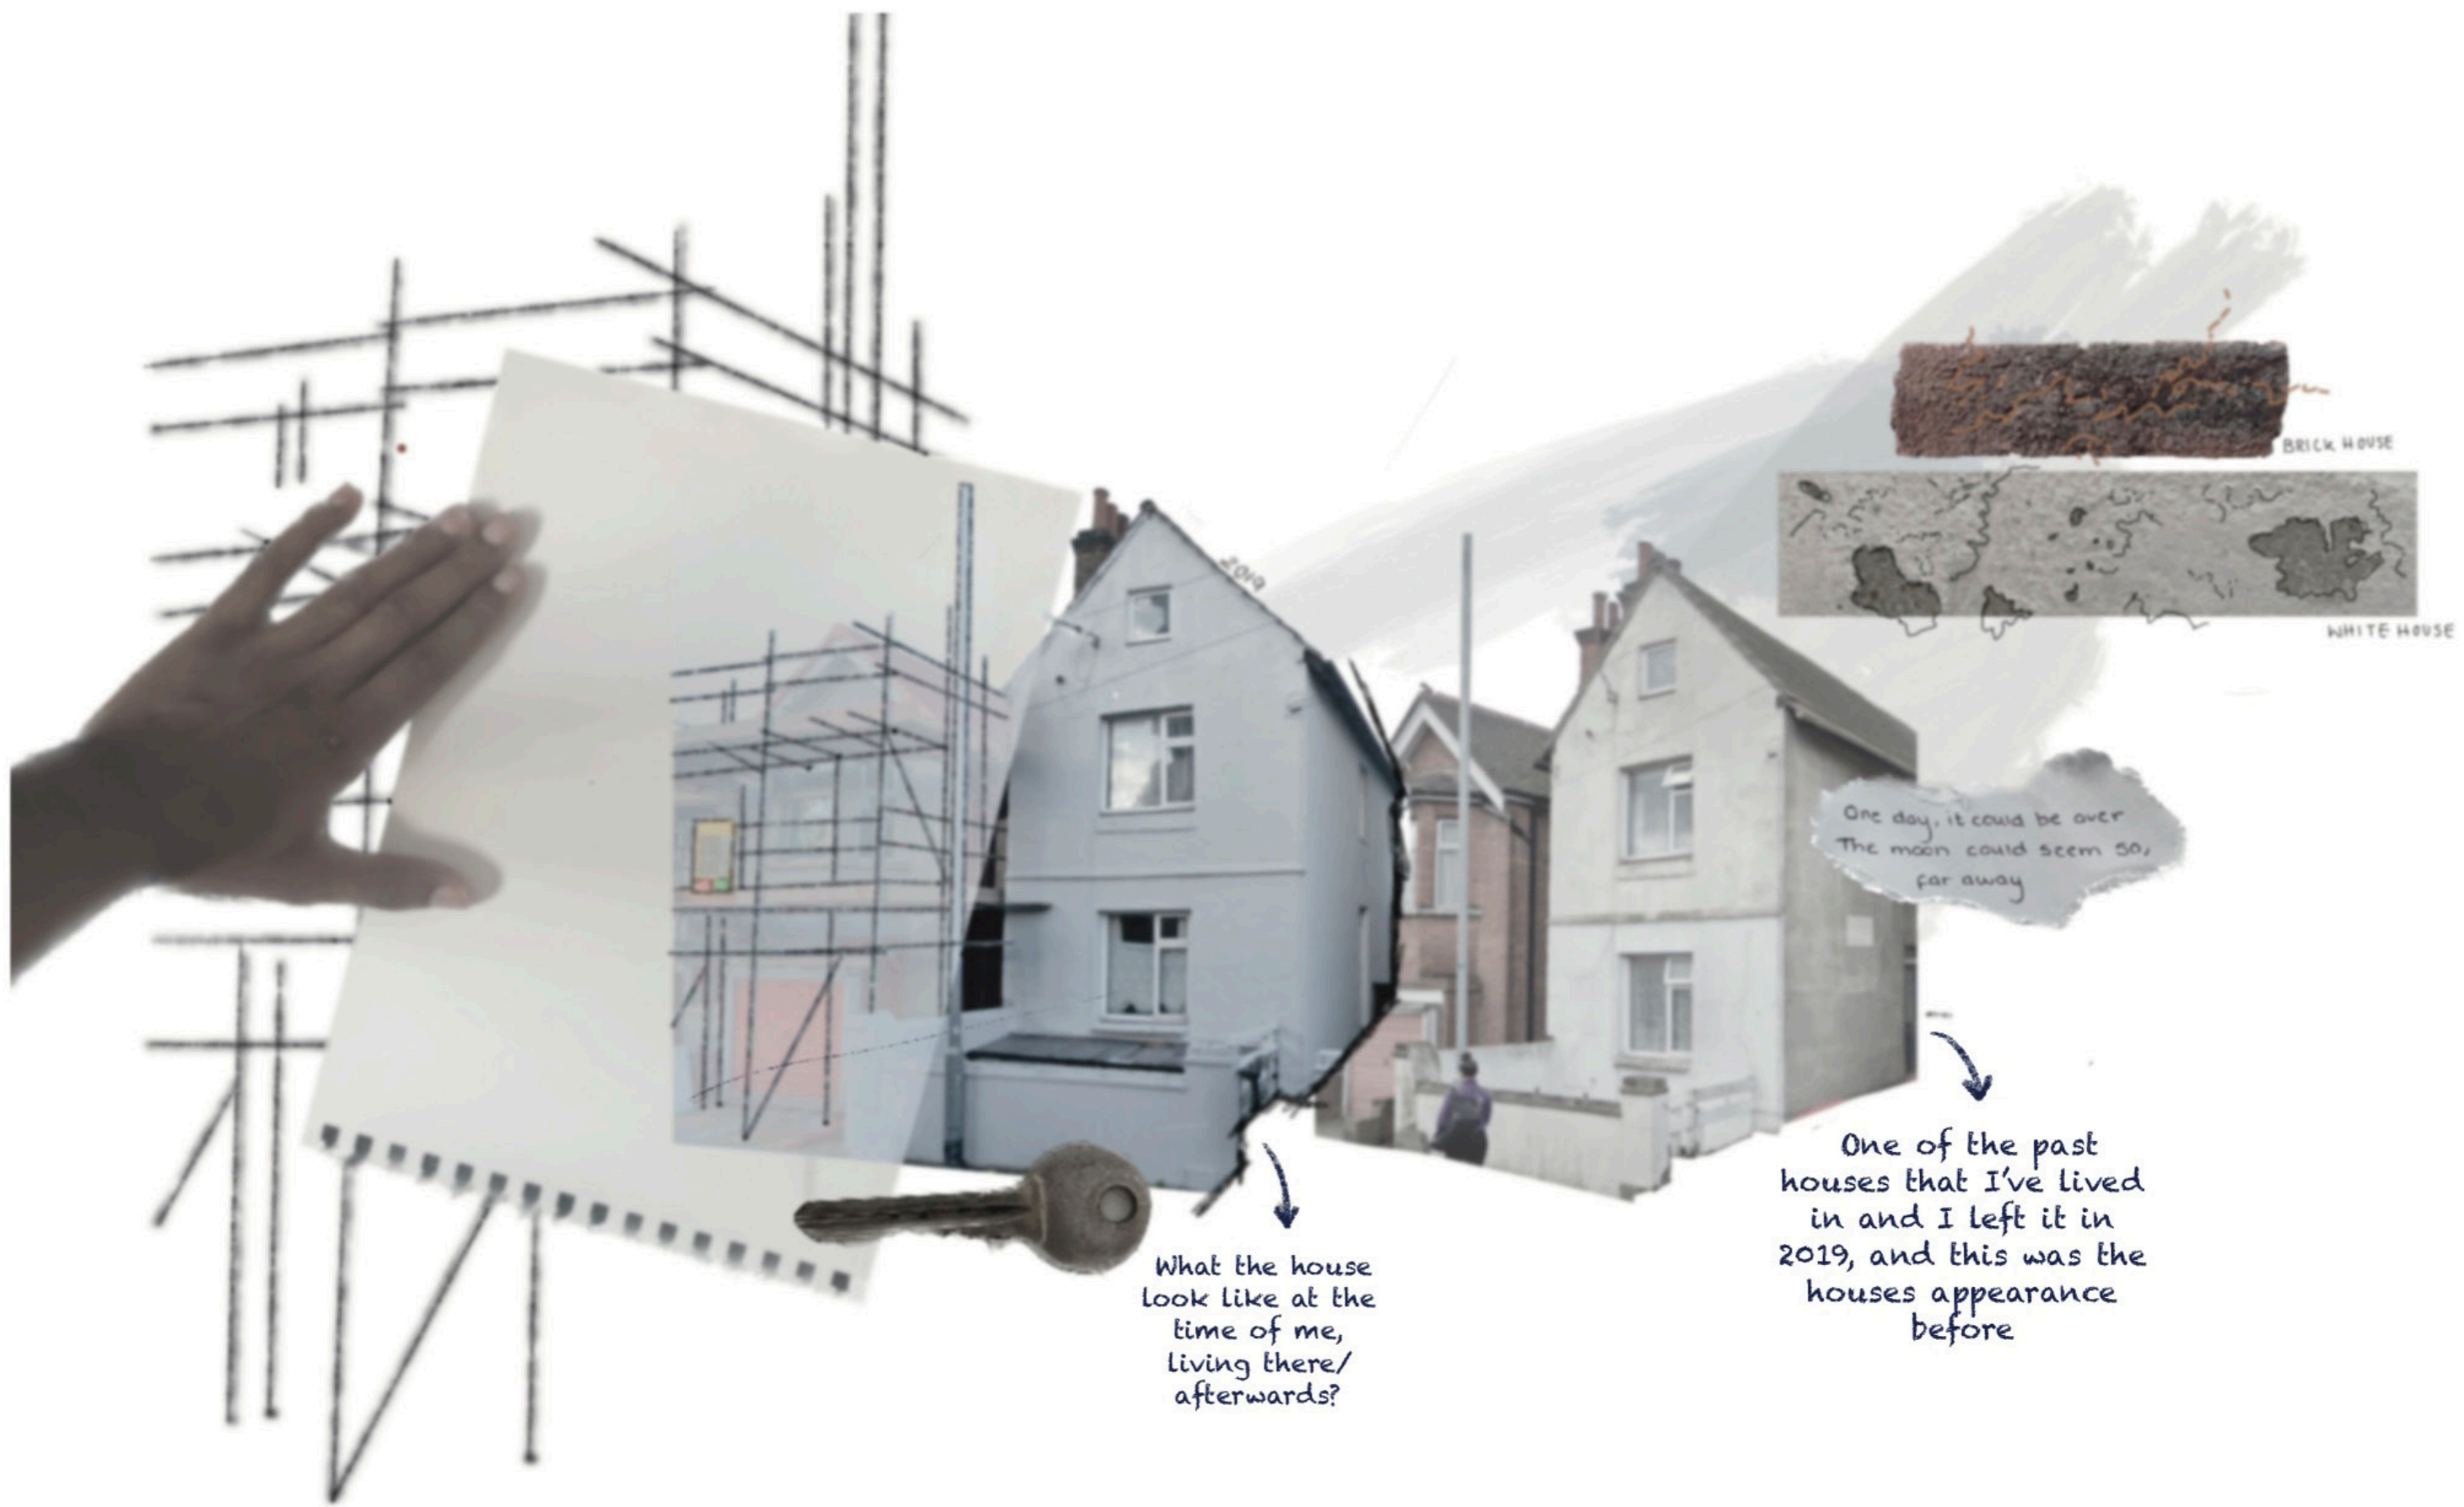 2019
BRICK HOUSE
WHITE HOUSE
One day, it could be over
The moon could seem so,
far away
What the house
look like at the
time of me,
living there/
afterwards?
One of the past
houses that I've lived
in and I left it in
2019, and this was the
houses appearance
before